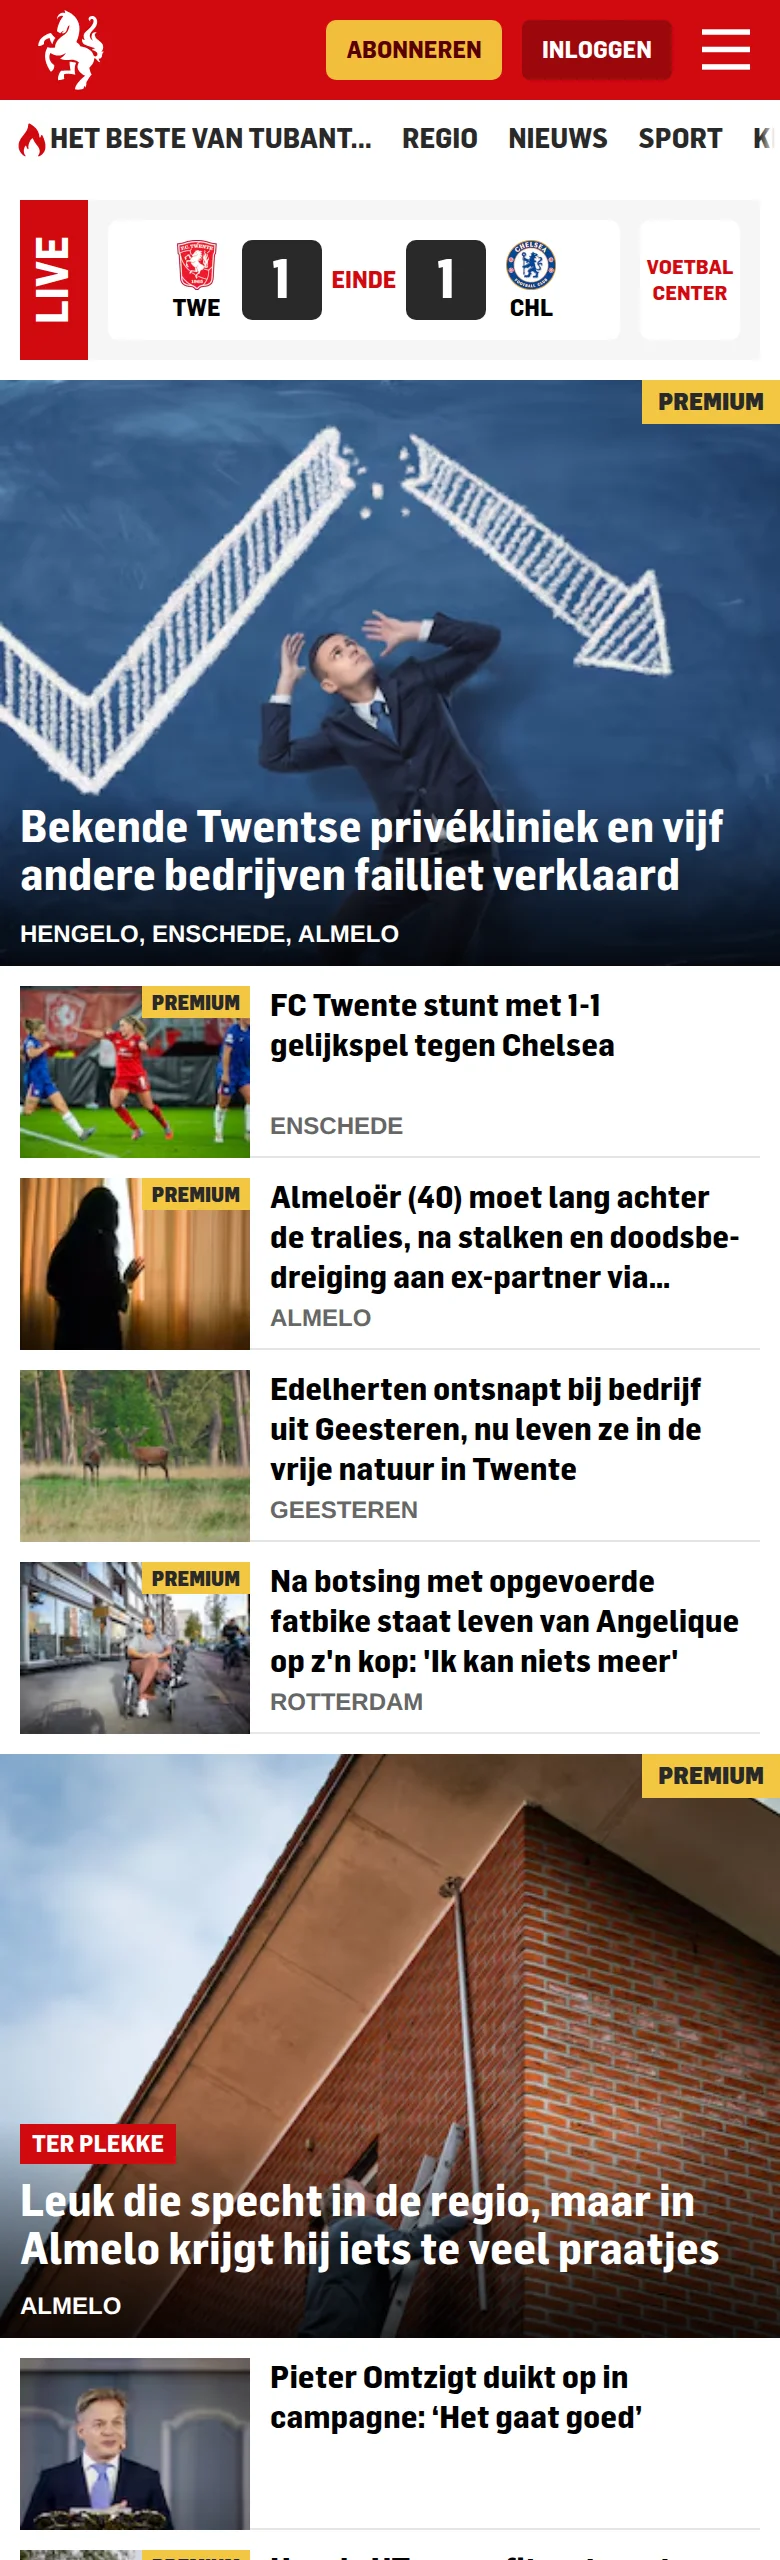 ABONNEREN
INLOGGEN
HET BESTE VAN TUBANT...
REGIO
NIEUWS
SPORT
LIVE
TWE
1
EINDE
1
CHL
VOETBAL
CENTER
PREMIUM
Bekende Twentse privékliniek en vijf
andere bedrijven failliet verklaard
HENGELO, ENSCHEDE, ALMELO
PREMIUM
FC Twente stunt met 1-1
gelijkspel tegen Chelsea
ENSCHEDE
PREMIUM
Almeloër (40) moet lang achter
de tralies, na stalken en doodsbe-
dreiging aan ex-partner via...
ALMELO
Edelherten ontsnapt bij bedrijf
uit Geesteren, nu leven ze in de
vrije natuur in Twente
GEESTEREN
PREMIUM
Na botsing met opgevoerde
fatbike staat leven van Angelique
op z'n kop: 'Ik kan niets meer'
ROTTERDAM
PREMIUM
TER PLEKKE
Leuk die specht in de regio, maar in
Almelo krijgt hij iets te veel praatjes
ALMELO
Pieter Omtzigt duikt op in
campagne: ‘Het gaat goed’